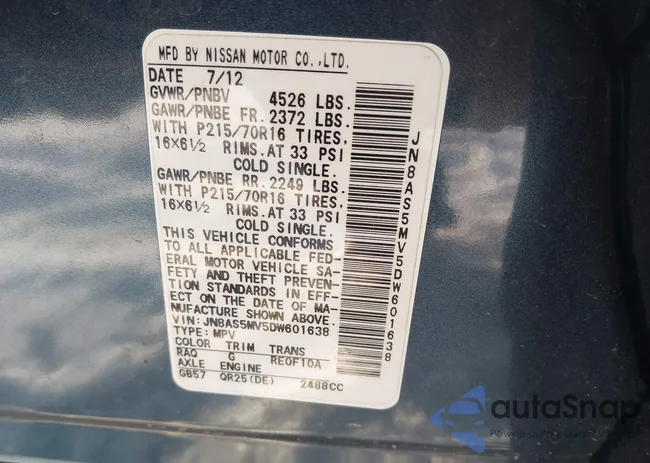 MFD BY NISSAN MOTOR CO.,LTD.
DATE 7/12
GVWR/PNBV 4526 LBS.
GAWR/PNBE FR. 2372 LBS.
WITH P215/70R16 TIRES,
16X6½ RIMS.AT 33 PSI
COLD SINGLE.
GAWR/PNBE RR. 2249 LBS.
WITH P215/70R16 TIRES,
16X6½ RIMS.AT 33 PSI
COLD SINGLE.
THIS VEHICLE CONFORMS
TO ALL APPLICABLE FED-
ERAL MOTOR VEHICLE SA-
FETY AND THEFT PREVEN-
TION STANDARDS IN EFF-
ECT ON THE DATE OF MA-
NUFACTURE SHOWN ABOVE.
VIN: JN8AS5MV5DW601638
TYPE: MPV
COLOR TRIM TRANS
RAQ G RE0F10A
AXLE ENGINE
GB57 QR25(DE) 2488CC
JN8AS5MV5DW601638
autaSnap
Pewne auta z auction